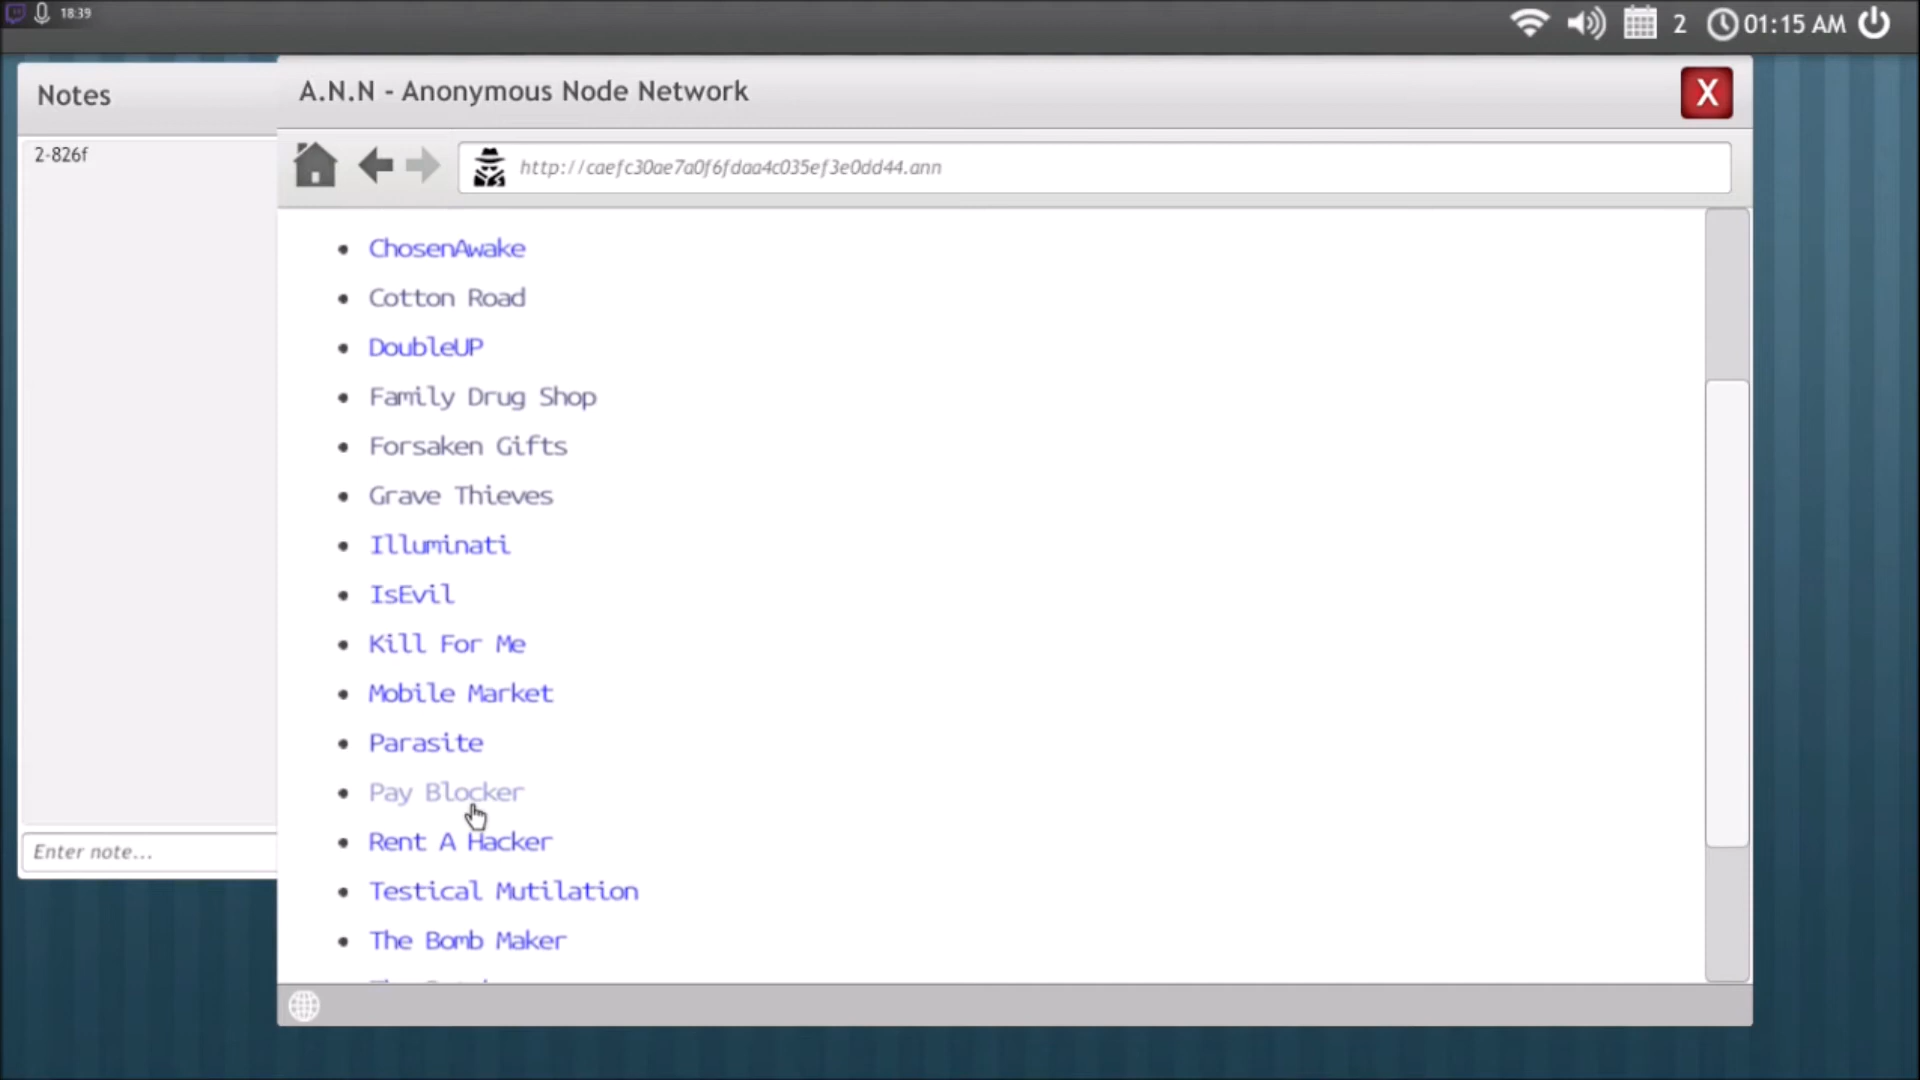 18:39
2
01:15 AM
Notes
A.N.N - Anonymous Node Network
X
2-826f
http://caefc30ae7a0f6fdaa4c035ef3e0dd44.ann
ChosenAwake
Cotton Road
DoubleUP
Family Drug Shop
Forsaken Gifts
Grave Thieves
Illuminati
IsEvil
Kill For Me
Mobile Market
Parasite
Pay Blocker
Rent A Hacker
Enter note...
Testical Mutilation
The Bomb Maker